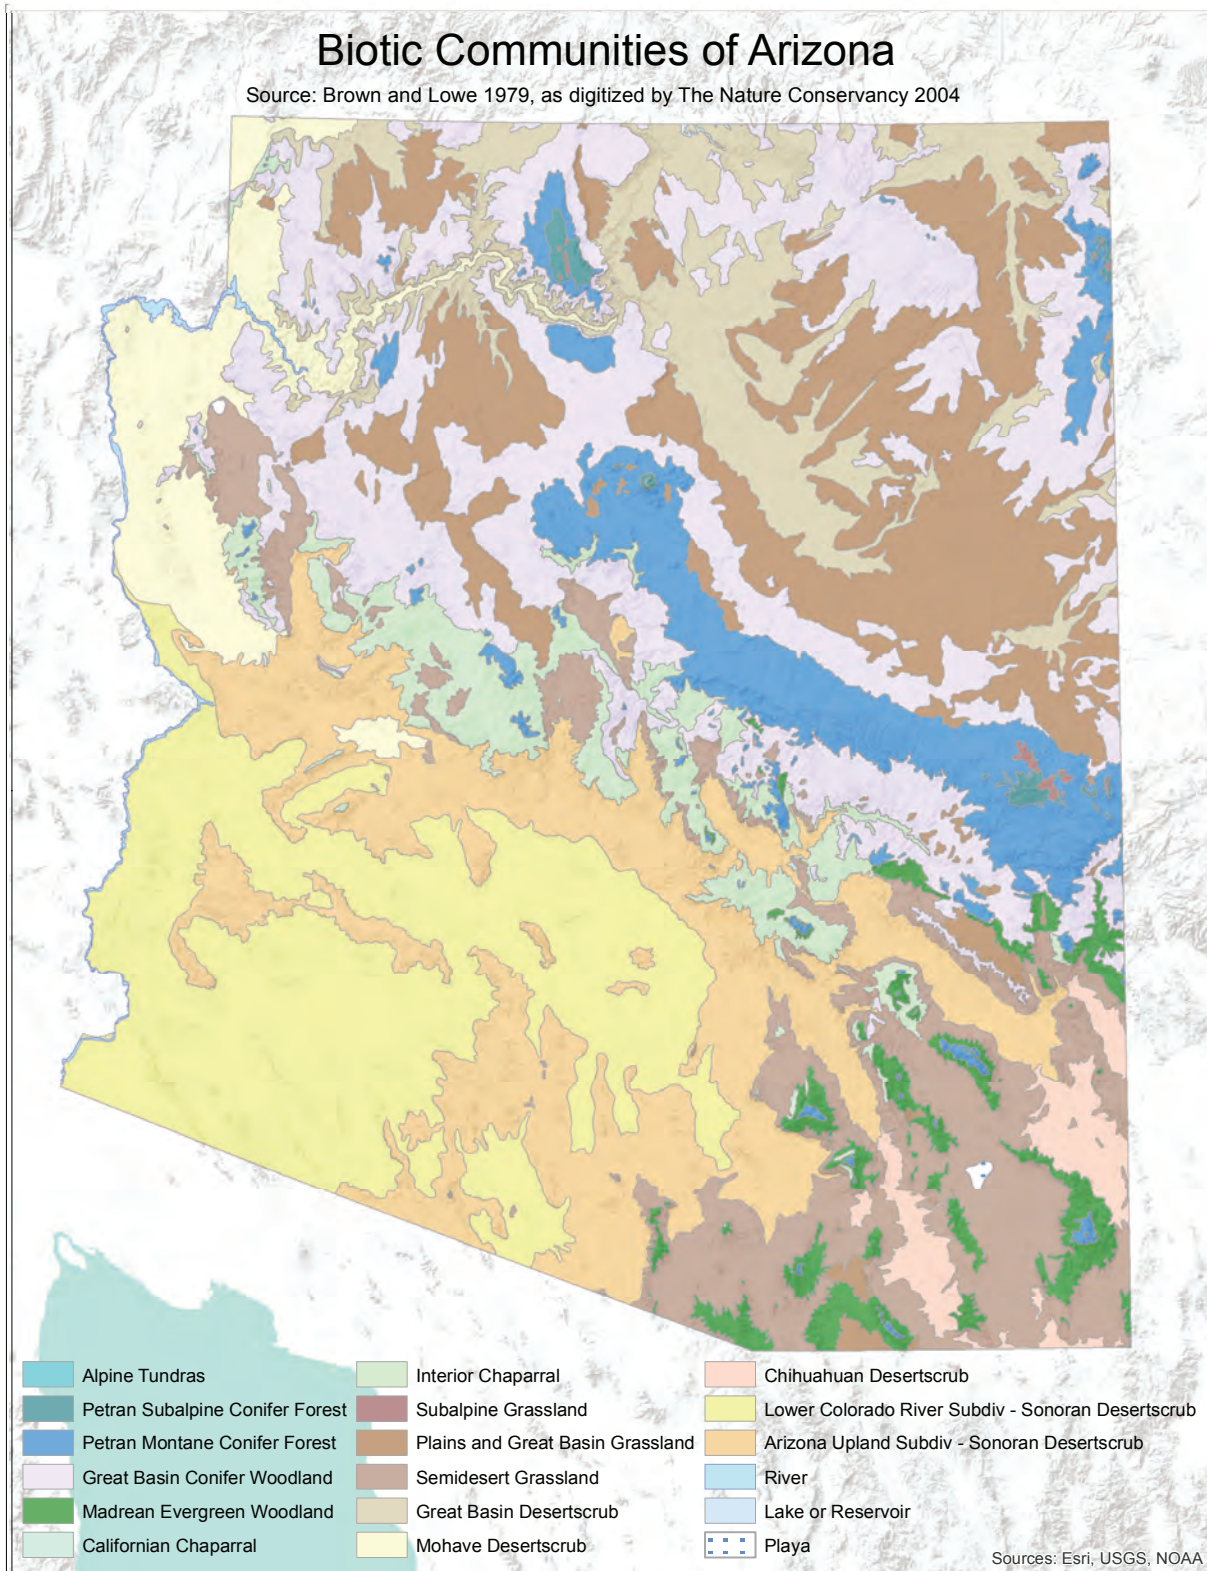 Biotic Communities of Arizona
Source: Brown and Lowe 1979, as digitized by The Nature Conservancy 2004
Alpine Tundras
Petran Subalpine Conifer Forest
Petran Montane Conifer Forest
Great Basin Conifer Woodland
Madrean Evergreen Woodland
Californian Chaparral
Interior Chaparral
Subalpine Grassland
Plains and Great Basin Grassland
Semidesert Grassland
Great Basin Desertscrub
Mohave Desertscrub
Chihuahuan Desertscrub
Lower Colorado River Subdiv - Sonoran Desertscrub
Arizona Upland Subdiv - Sonoran Desertscrub
River
Lake or Reservoir
Playa
Sources: Esri, USGS, NOAA